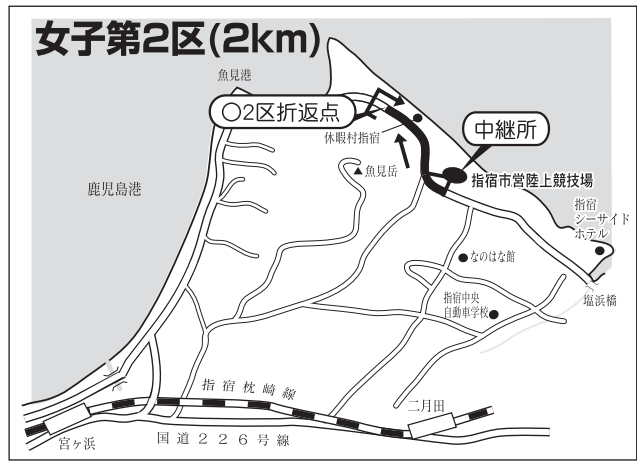 女子第2区(2km)
魚見港
○2区折返点
休暇村指宿
中継所
指宿市営陸上競技場
魚見岳
鹿児島港
指宿
シーサイド
ホテル
なのはな館
指宿中央
自動車学校
塩浜橋
指宿枕崎線
二月田
宮ヶ浜
国道226号線